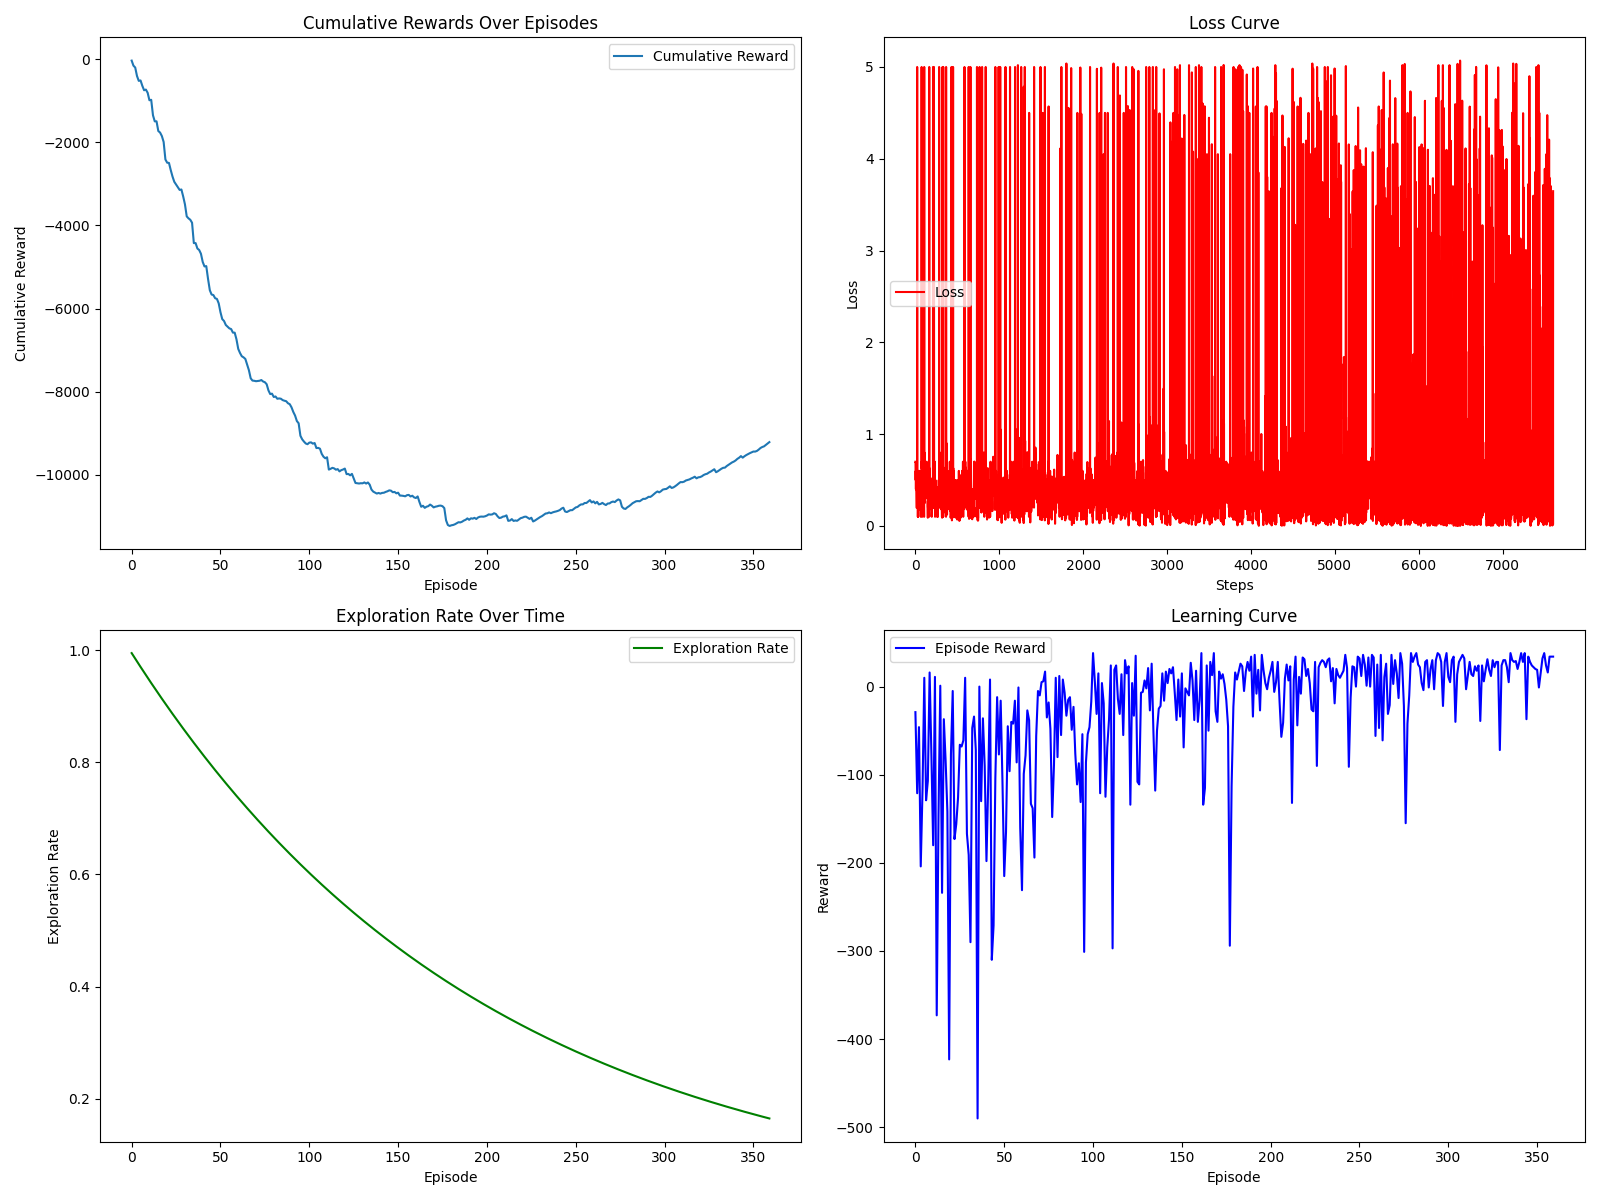 Cumulative Rewards Over Episodes
Cumulative Reward
0
−2000
−4000
−6000
−8000
−10000
Cumulative Reward
0 50 100 150 200 250 300 350
Episode
Loss Curve
5
4
3
2
1
0
Loss
Loss
0 1000 2000 3000 4000 5000 6000 7000
Steps
Exploration Rate Over Time
Exploration Rate
1.0
0.8
0.6
0.4
0.2
Exploration Rate
0 50 100 150 200 250 300 350
Episode
Learning Curve
Episode Reward
0
−100
−200
−300
−400
−500
Reward
0 50 100 150 200 250 300 350
Episode